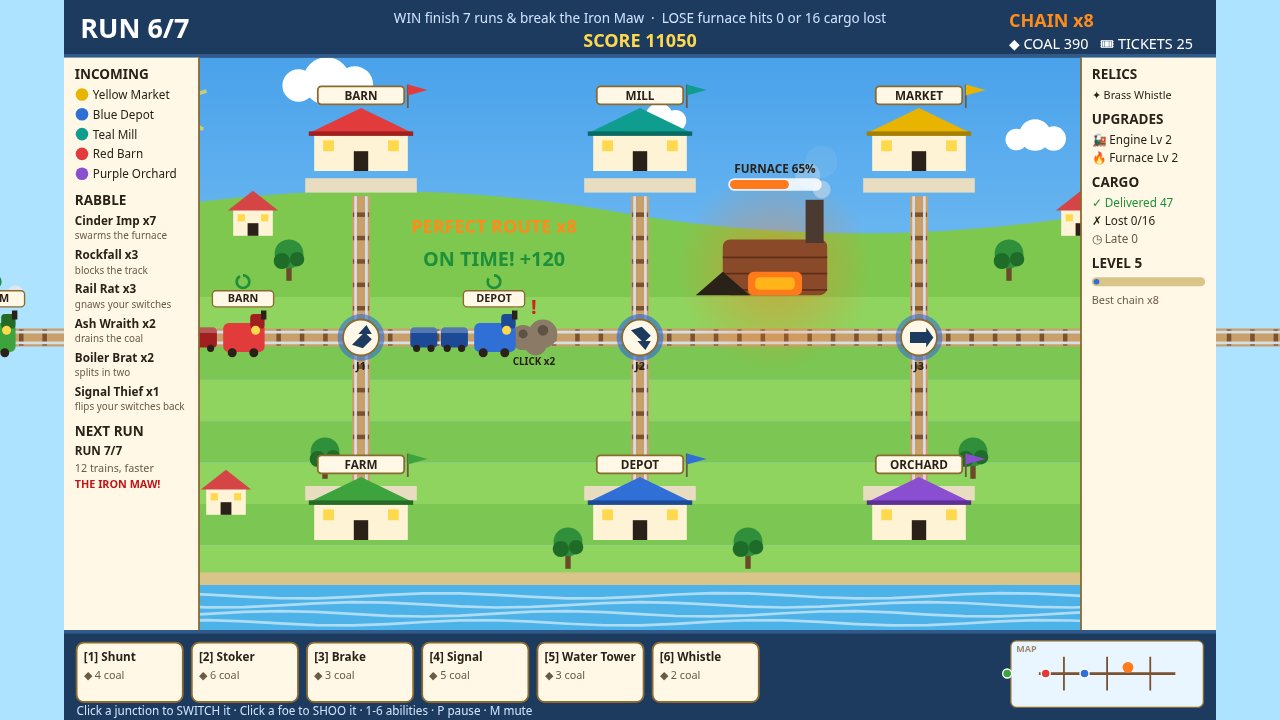 RUN 6/7
WIN finish 7 runs & break the Iron Maw · LOSE furnace hits 0 or 16 cargo lost
SCORE 11050
CHAIN x8
◆ COAL 390 🎟 TICKETS 25
INCOMING
Yellow Market
Blue Depot
Teal Mill
Red Barn
Purple Orchard
RABBLE
Cinder Imp x7
swarms the furnace
Rockfall x3
blocks the track
Rail Rat x3
gnaws your switches
Ash Wraith x2
drains the coal
Boiler Brat x2
splits in two
Signal Thief x1
flips your switches back
NEXT RUN
RUN 7/7
12 trains, faster
THE IRON MAW!
BARN
MILL
MARKET
FURNACE 65%
PERFECT ROUTE x8
ON TIME! +120
M
BARN
DEPOT
!
CLICK x2
J2
J3
FARM
DEPOT
ORCHARD
RELICS
✦ Brass Whistle
UPGRADES
🚂 Engine Lv 2
🔥 Furnace Lv 2
CARGO
✓ Delivered 47
✗ Lost 0/16
◷ Late 0
LEVEL 5
Best chain x8
[1] Shunt
◆ 4 coal
[2] Stoker
◆ 6 coal
[3] Brake
◆ 3 coal
[4] Signal
◆ 5 coal
[5] Water Tower
◆ 3 coal
[6] Whistle
◆ 2 coal
MAP
Click a junction to SWITCH it · Click a foe to SHOO it · 1-6 abilities · P pause · M mute